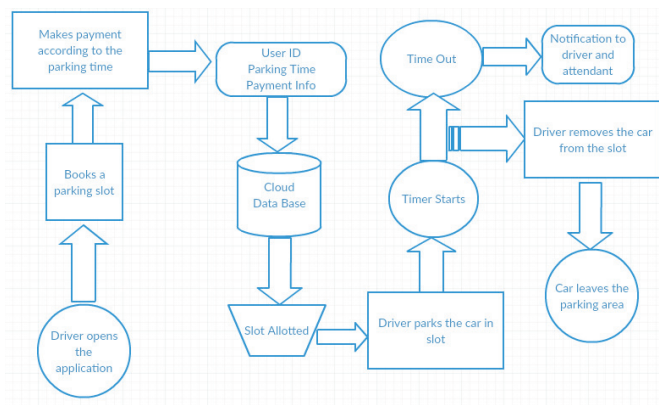 Makes payment
according to the
parking time
User ID
Parking Time
Payment Info
Time Out
Notification to
driver and
attendant
Books a
parking slot
Cloud
Data Base
Timer Starts
Driver removes the car
from the slot
Driver opens
the
application
Slot Allotted
Driver parks the car in
slot
Car leaves the
parking area